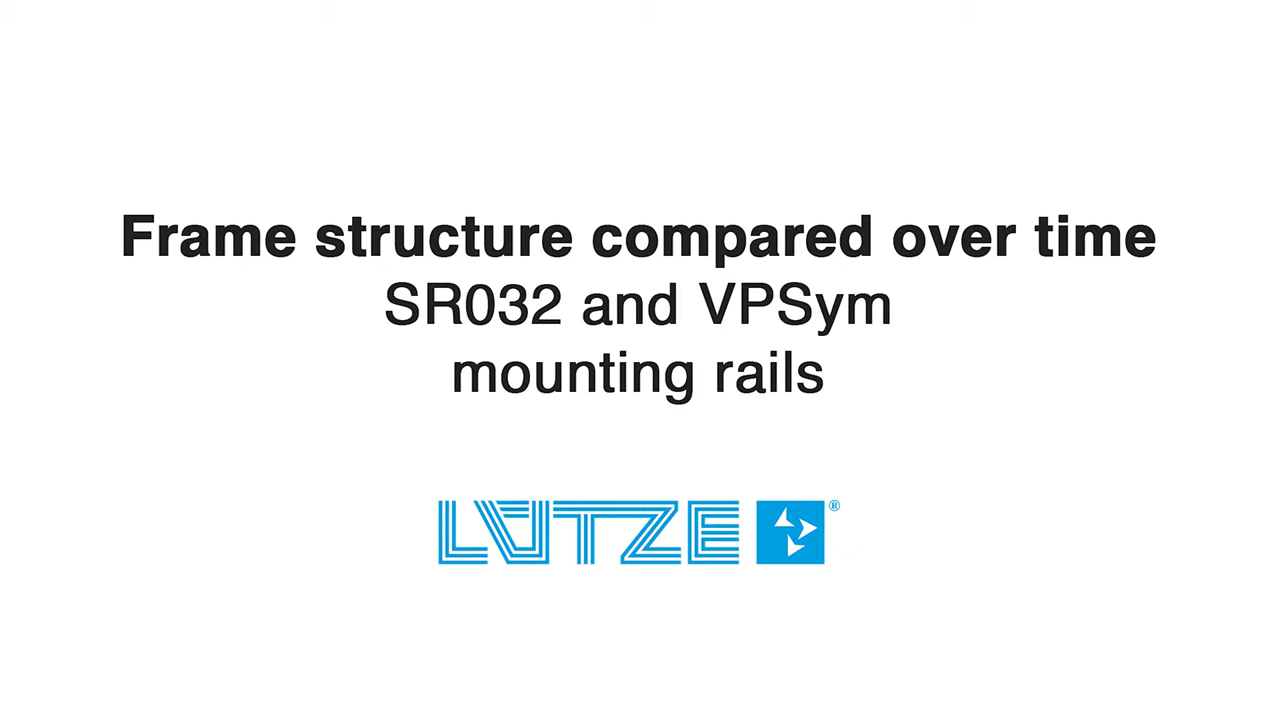 Frame structure compared over time
SR032 and VPSym
mounting rails
LÜTZE ®